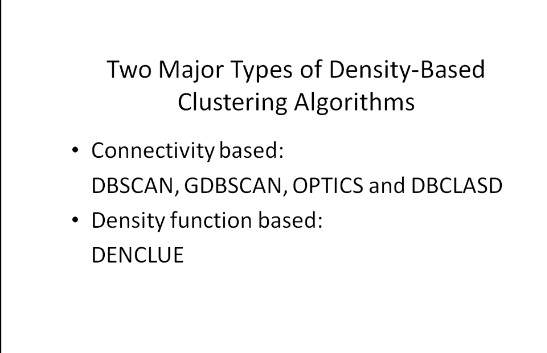 Two Major Types of Density-Based
Clustering Algorithms
• Connectivity based:
DBSCAN, GDBSCAN, OPTICS and DBCLASD
• Density function based:
DENCLUE